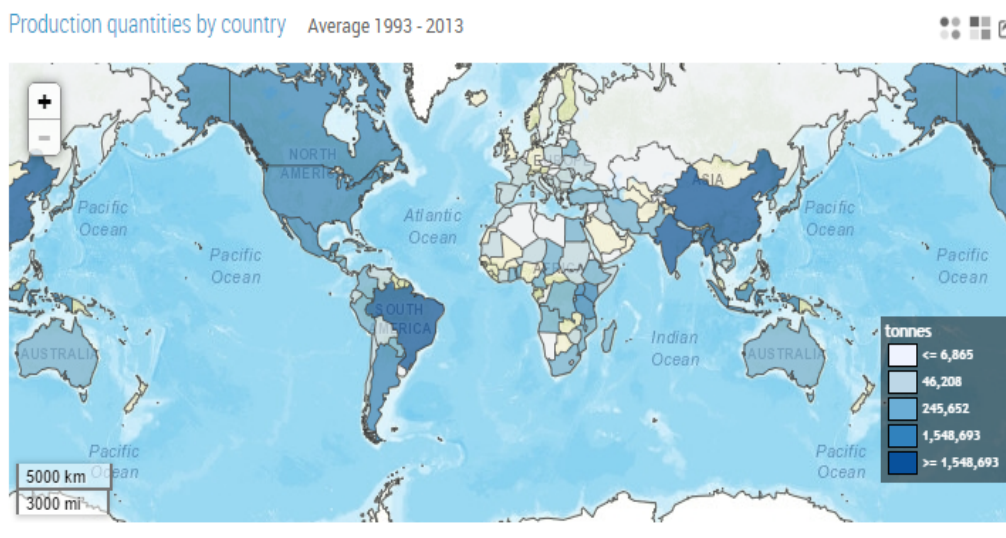 Production quantities by country Average 1993 - 2013
+
−
NORTH
AMERICA
EUROPE
ASIA
Pacific
Ocean
Atlantic
Ocean
Pacific
Ocean
Pacific
Ocean
Pacific
Ocean
AFRICA
SOUTH
AMERICA
Indian
Ocean
AUSTRALIA
AUSTRALIA
Pacific
Ocean
Pacific
Ocean
tonnes
<= 6,865
46,208
245,652
1,548,693
>= 1,548,693
5000 km
3000 mi